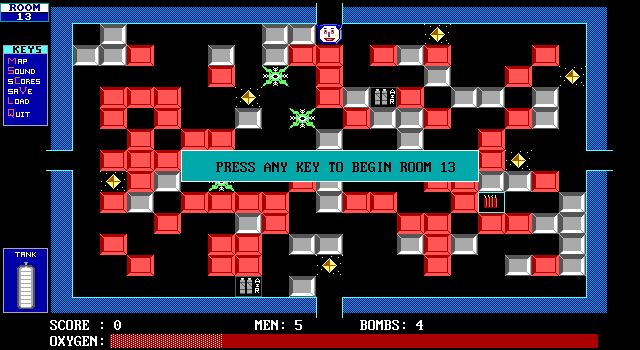 ROOM
13
KEYS
MAP
SOUND
SCORES
SAVE
LOAD
QUIT
PRESS ANY KEY TO BEGIN ROOM 13
TANK
SCORE : 0 MEN: 5 BOMBS: 4
OXYGEN: